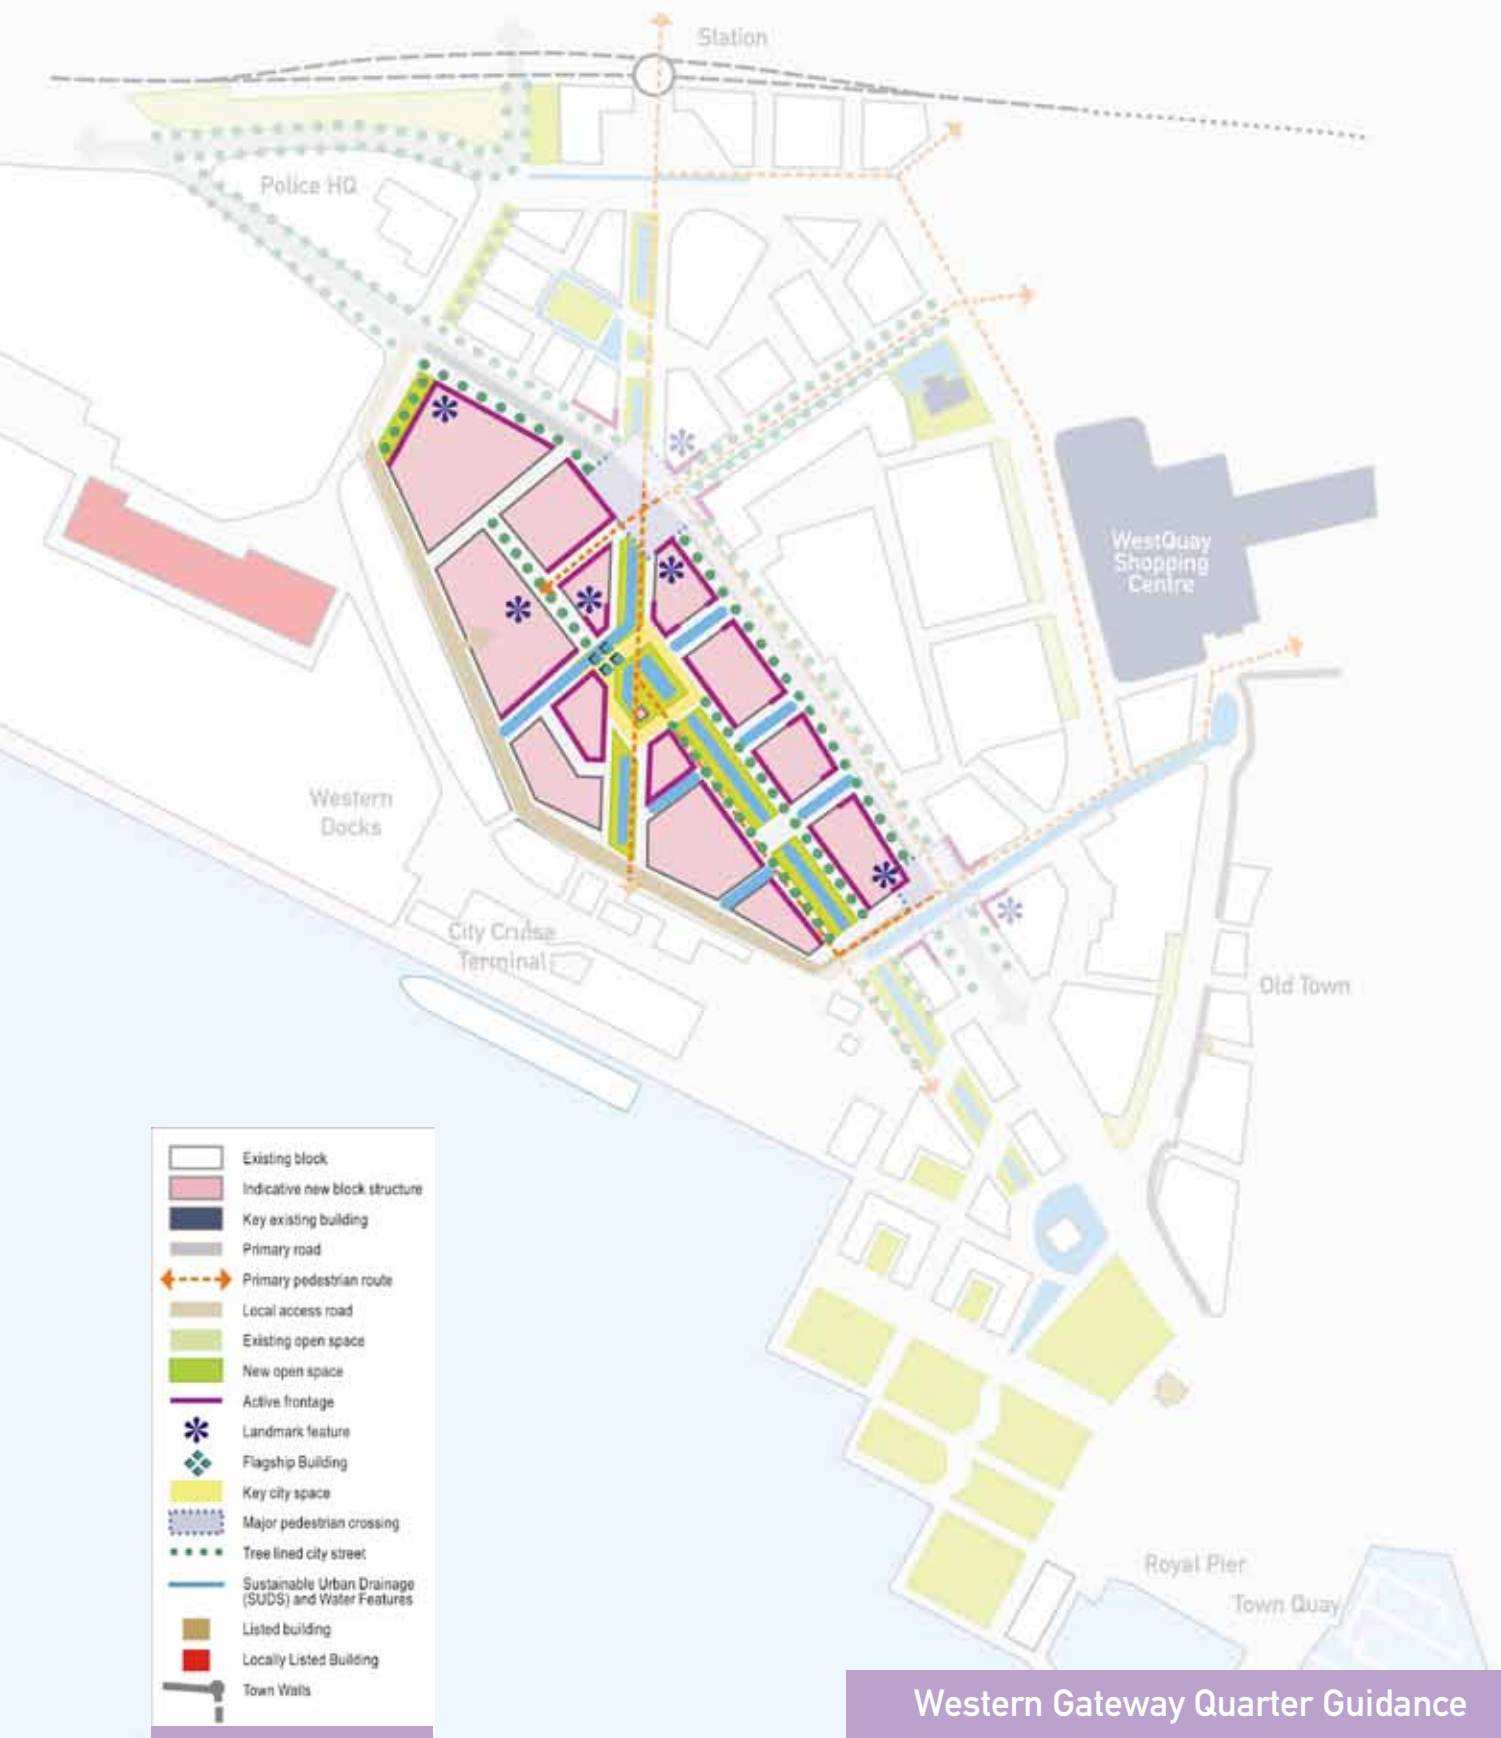 Station
Police HQ
WestQuay
Shopping
Centre
Western
Docks
City Cruise
Terminal
Old Town
Existing block
Indicative new block structure
Key existing building
Primary road
Primary pedestrian route
Local access road
Existing open space
New open space
Active frontage
Landmark feature
Flagship Building
Key city space
Major pedestrian crossing
Tree lined city street
Sustainable Urban Drainage
(SUDS) and Water Features
Listed building
Locally Listed Building
Town Walls
Royal Pier
Town Quay
Western Gateway Quarter Guidance